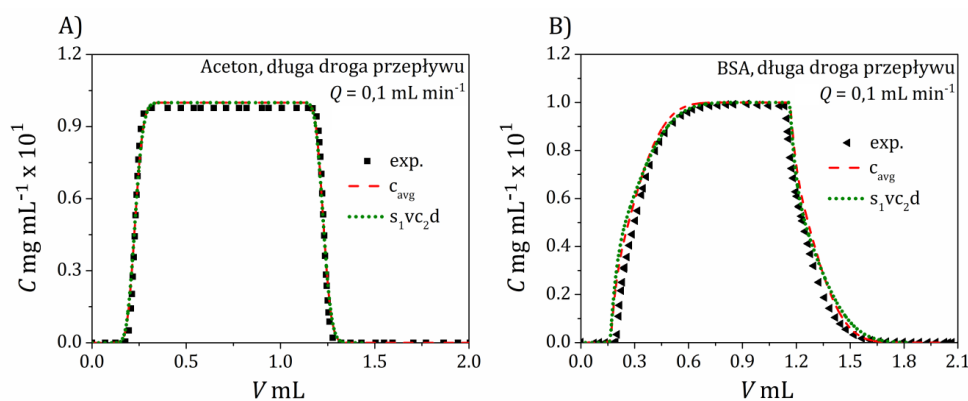 A)
Aceton, długa droga przepływu
Q = 0,1 mL min⁻¹
exp.
c_avg
s₁vc₂d
C mg mL⁻¹ x 10¹
1.2
0.9
0.6
0.3
0.0
0.0 0.5 1.0 1.5 2.0
V mL
B)
BSA, długa droga przepływu
Q = 0,1 mL min⁻¹
exp.
c_avg
s₁vc₂d
C mg mL⁻¹ x 10¹
1.2
1.0
0.8
0.6
0.4
0.2
0.0
0.0 0.3 0.6 0.9 1.2 1.5 1.8 2.1
V mL